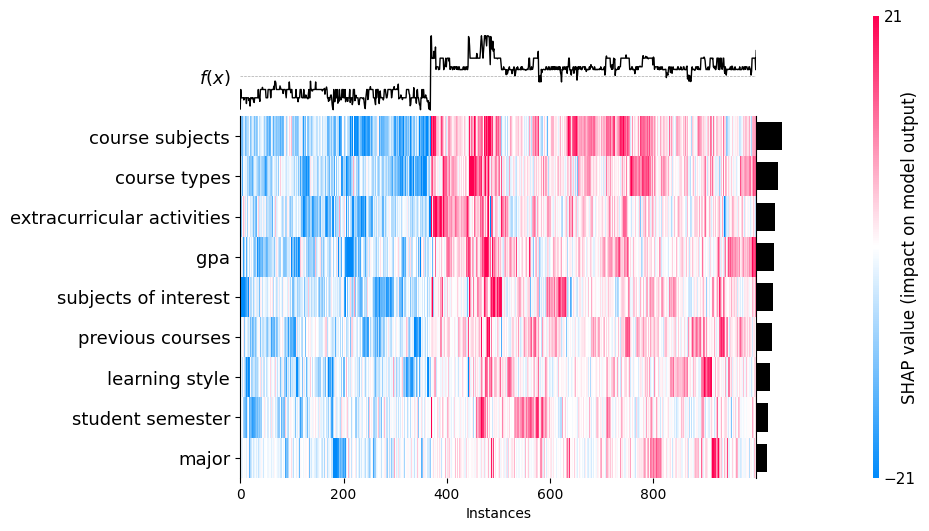 21
f(x)
course subjects
course types
extracurricular activities
gpa
subjects of interest
previous courses
learning style
student semester
major
SHAP value (impact on model output)
−21
0 200 400 600 800
Instances